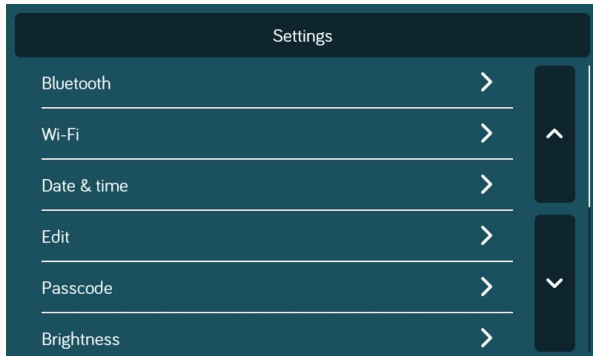 Settings
Bluetooth
Wi-Fi
Date & time
Edit
Passcode
Brightness